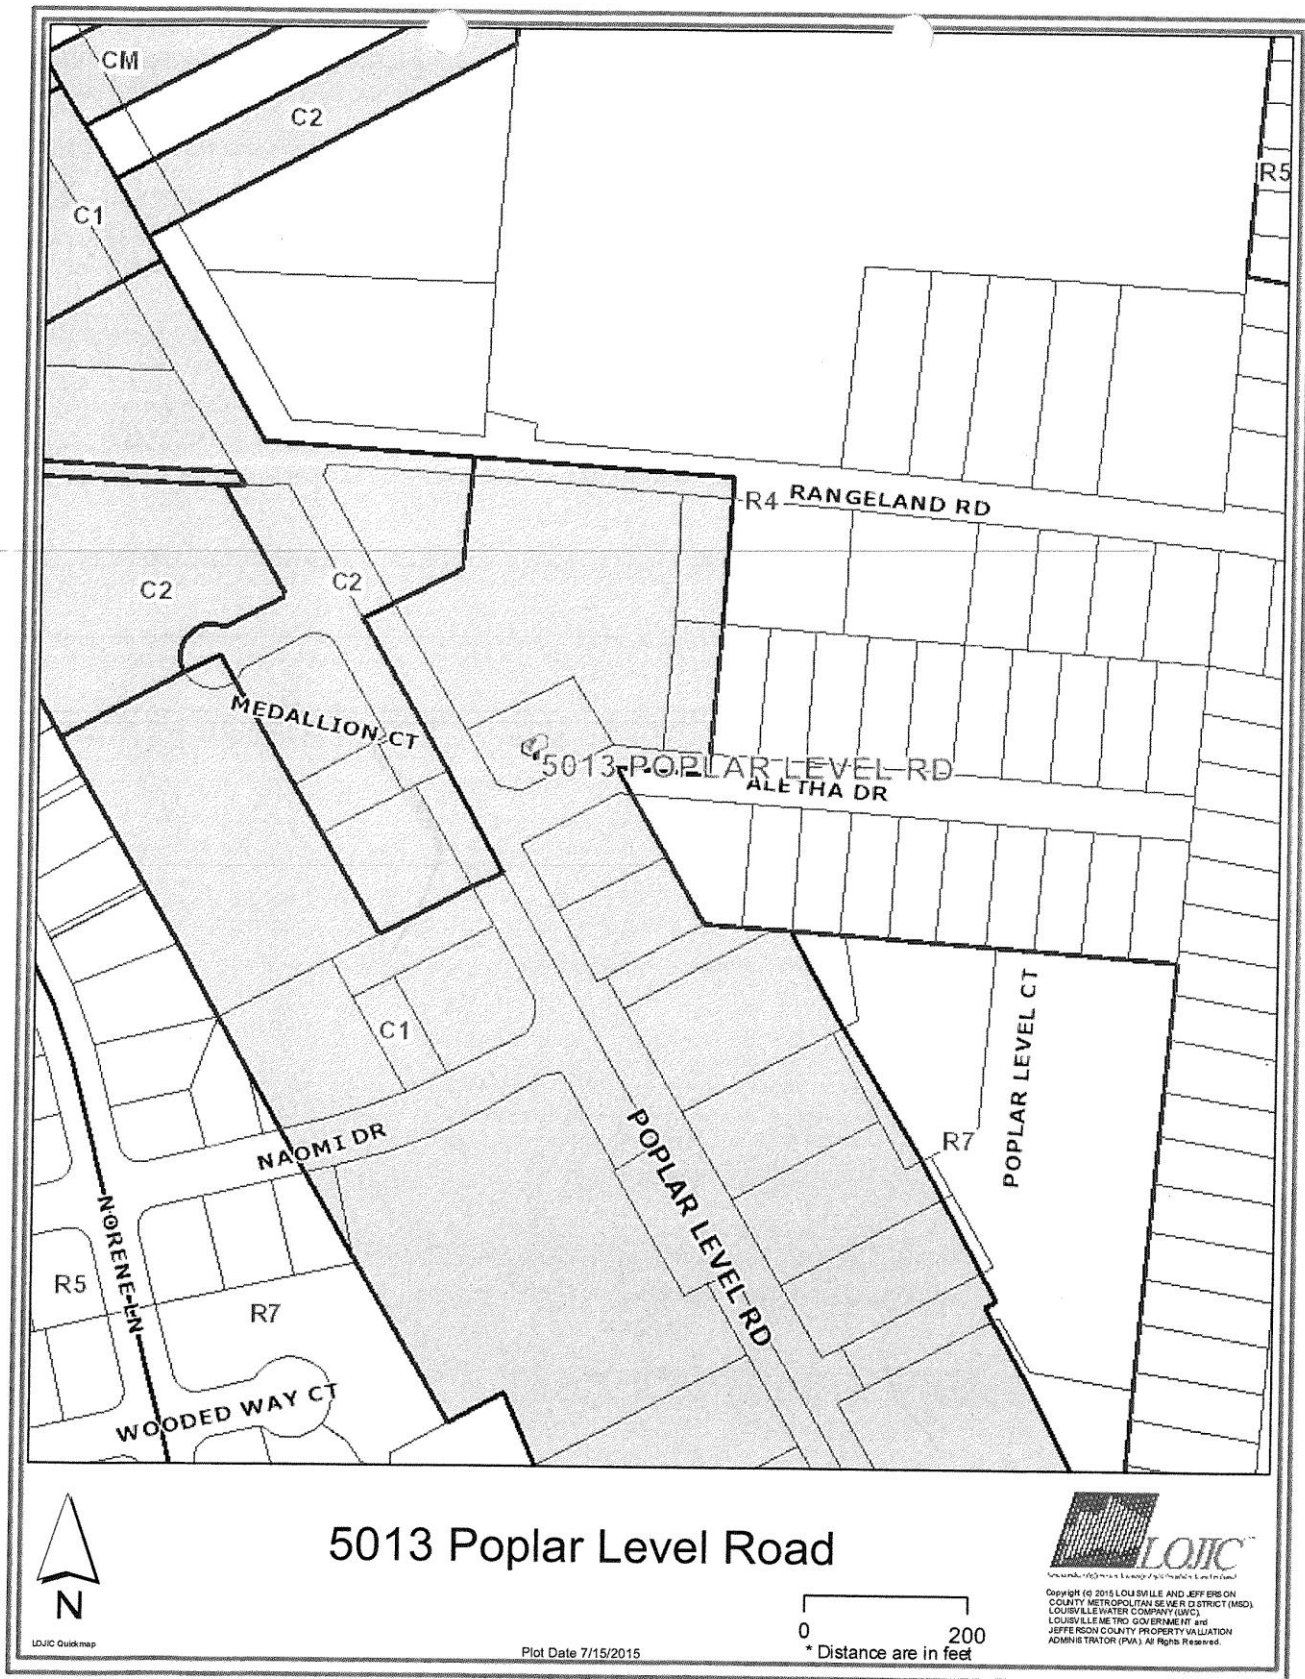 CM
C2
R5
C1
R4
RANGELAND RD
C2
C2
MEDALLION CT
5013 POPLAR LEVEL RD
ALETHA DR
C1
POPLAR LEVEL CT
POPLAR LEVEL RD
R7
NAOMI DR
NORENE LN
R5
R7
WOODED WAY CT
5013 Poplar Level Road
LOJIC
N
0 200
* Distance are in feet
Copyright (c) 2015 LOUISVILLE AND JEFFERSON
COUNTY METROPOLITAN SEWER DISTRICT (MSD),
LOUISVILLE WATER COMPANY (LWC),
LOUISVILLE METRO GOVERNMENT and
JEFFERSON COUNTY PROPERTY VALUATION
ADMINISTRATOR (PVA). All Rights Reserved.
LOJIC Quickmap
Plot Date 7/15/2015